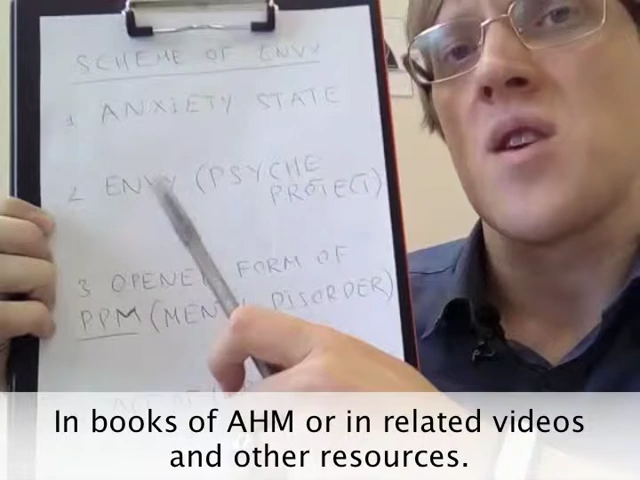 SCHEME OF ENVY
1 ANXIETY STATE
2 ENVY (PSYCHE
PROTECT)
3 OPENED FORM OF
PPM (MENTAL DISORDER)
In books of AHM or in related videos
and other resources.